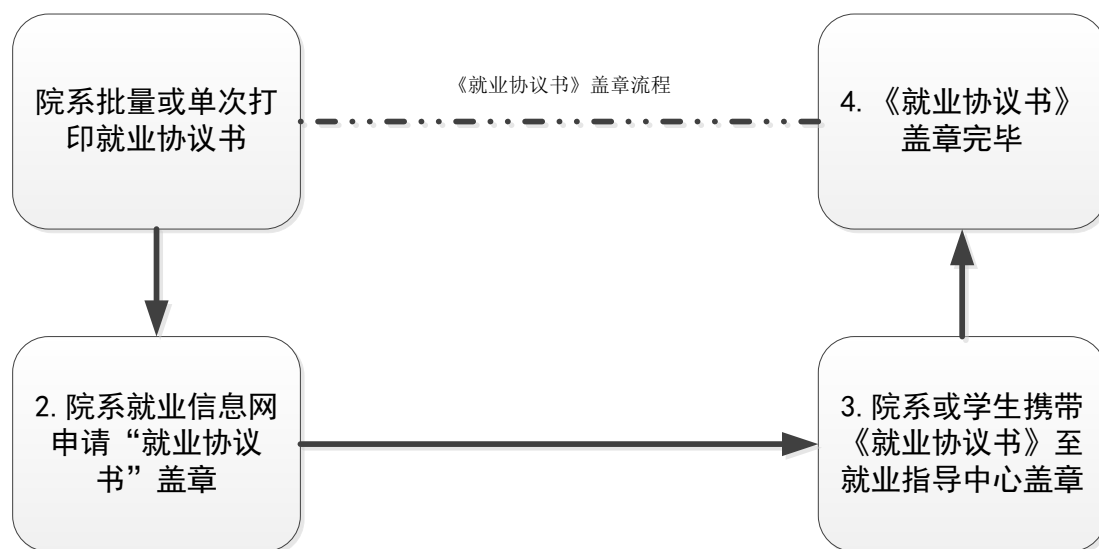 院系批量或单次打
印就业协议书
《就业协议书》盖章流程
4.《就业协议书》
盖章完毕
2.院系就业信息网
申请“就业协议
书”盖章
3.院系或学生携带
《就业协议书》至
就业指导中心盖章